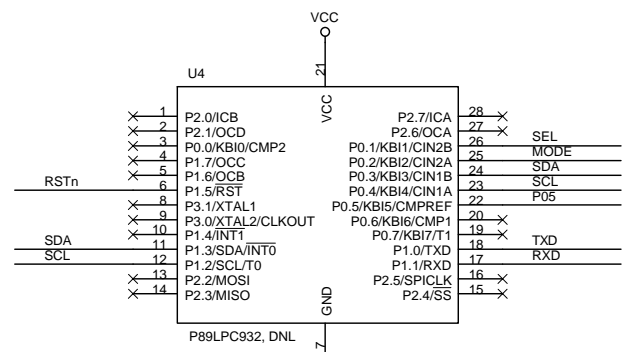 VCC
21
U4
VCC
1 P2.0/ICB P2.7/ICA 28
2 P2.1/OCD P2.6/OCA 27
3 P0.0/KBI0/CMP2 P0.1/KBI1/CIN2B 26 SEL
4 P1.7/OCC P0.2/KBI2/CIN2A 25 MODE
5 P1.6/OCB P0.3/KBI3/CIN1B 24 SDA
RSTn 6 P1.5/RST P0.4/KBI4/CIN1A 23 SCL
8 P3.1/XTAL1 P0.5/KBI5/CMPREF 22 P05
9 P3.0/XTAL2/CLKOUT P0.6/KBI6/CMP1 20
10 P1.4/INT1 P0.7/KBI7/T1 19
SDA 11 P1.3/SDA/INT0 P1.0/TXD 18 TXD
SCL 12 P1.2/SCL/T0 P1.1/RXD 17 RXD
13 P2.2/MOSI P2.5/SPICLK 16
14 P2.3/MISO P2.4/SS 15
GND
P89LPC932, DNL
7